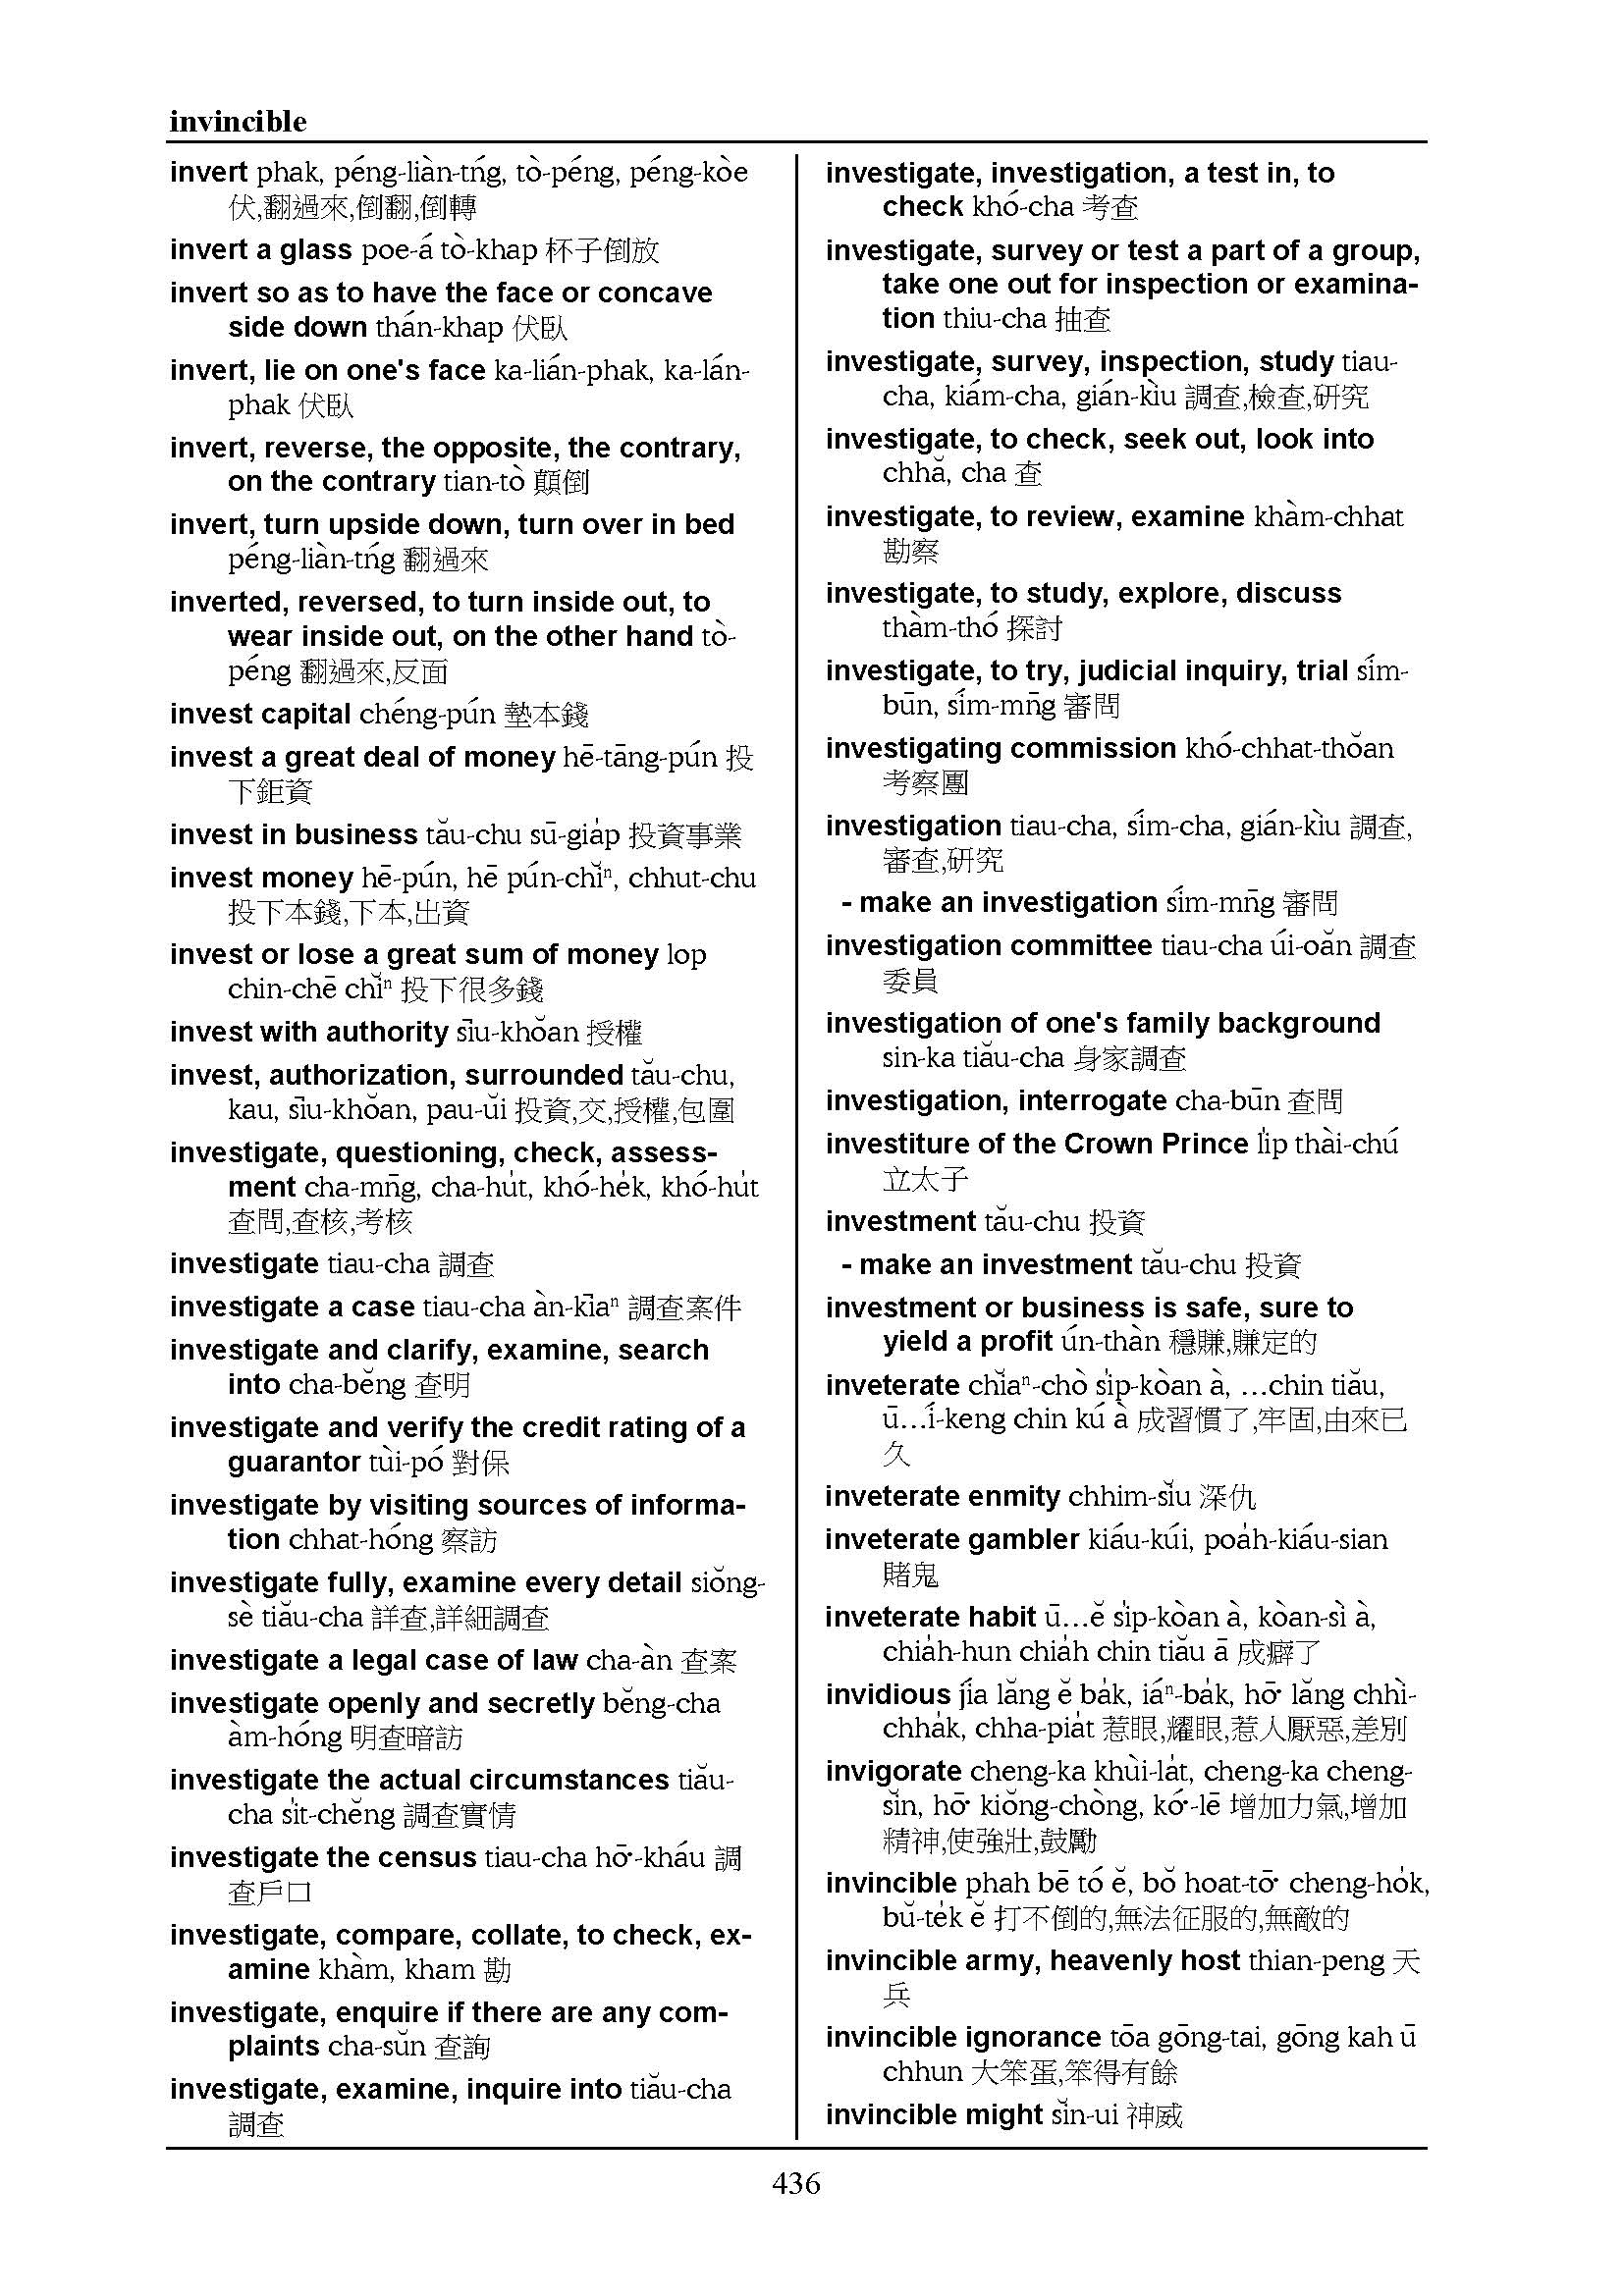 invincible
invert phak, péng-liàn-tńg, tò-péng, péng-kòe
伏,翻過來,倒翻,倒轉
invert a glass poe-á tò-khap 杯子倒放
invert so as to have the face or concave
side down thán-khap 伏臥
invert, lie on one's face ka-lián-phak, ka-lán-
phak 伏臥
invert, reverse, the opposite, the contrary,
on the contrary tian-tò 顛倒
invert, turn upside down, turn over in bed
péng-liàn-tńg 翻過來
inverted, reversed, to turn inside out, to
wear inside out, on the other hand tò-
péng 翻過來,反面
invest capital chéng-pún 墊本錢
invest a great deal of money hē-tāng-pún 投
下鉅資
invest in business tău-chu sū-gia̍p 投資事業
invest money hē-pún, hē pún-chĭⁿ, chhut-chu
投下本錢,下本,出資
invest or lose a great sum of money lop
chin-chē chĭⁿ 投下很多錢
invest with authority sīu-khŏan 授權
invest, authorization, surrounded tău-chu,
kau, sīu-khŏan, pau-ŭi 投資,交,授權,包圍
investigate, questioning, check, assess-
ment cha-mn̄g, cha-hu̍t, khó-he̍k, khó-hu̍t
查問,查核,考核
investigate tiau-cha 調查
investigate a case tiau-cha àn-kīaⁿ 調查案件
investigate and clarify, examine, search
into cha-bĕng 查明
investigate and verify the credit rating of a
guarantor tùi-pó 對保
investigate by visiting sources of informa-
tion chhat-hóng 察訪
investigate fully, examine every detail siŏng-
sè tiău-cha 詳查,詳細調查
investigate a legal case of law cha-àn 查案
investigate openly and secretly bĕng-cha
àm-hóng 明查暗訪
investigate the actual circumstances tiău-
cha si̍t-chĕng 調查實情
investigate the census tiau-cha hō͘-kháu 調
查戶口
investigate, compare, collate, to check, ex-
amine khàm, kham 勘
investigate, enquire if there are any com-
plaints cha-sŭn 查詢
investigate, examine, inquire into tiău-cha
調查
investigate, investigation, a test in, to
check khó-cha 考查
investigate, survey or test a part of a group,
take one out for inspection or examina-
tion thiu-cha 抽查
investigate, survey, inspection, study tiau-
cha, kiám-cha, gián-kìu 調查,檢查,研究
investigate, to check, seek out, look into
chhă, cha 查
investigate, to review, examine khàm-chhat
勘察
investigate, to study, explore, discuss
thàm-thó 探討
investigate, to try, judicial inquiry, trial sím-
būn, sím-mn̄g 審問
investigating commission khó-chhat-thŏan
考察團
investigation tiau-cha, sím-cha, gián-kìu 調查,
審查,研究
- make an investigation sím-mn̄g 審問
investigation committee tiau-cha úi-oăn 調查
委員
investigation of one's family background
sin-ka tiău-cha 身家調查
investigation, interrogate cha-būn 查問
investiture of the Crown Prince li̍p thài-chú
立太子
investment tău-chu 投資
- make an investment tău-chu 投資
investment or business is safe, sure to
yield a profit ún-thàn 穩賺,賺定的
inveterate chĭaⁿ-chò si̍p-kòan à, …chin tiău,
ū…í-keng chin kú à 成習慣了,牢固,由來已
久
inveterate enmity chhim-sĭu 深仇
inveterate gambler kiáu-kúi, poa̍h-kiáu-sian
賭鬼
inveterate habit ū…ĕ si̍p-kòan à, kòan-sì à,
chia̍h-hun chia̍h chin tiău ā 成癖了
invidious jía lăng ĕ ba̍k, iáⁿ-ba̍k, hō͘ lăng chhì-
chha̍k, chha-pia̍t 惹眼,耀眼,惹人厭惡,差別
invigorate cheng-ka khùi-la̍t, cheng-ka cheng-
sĭn, hō͘ kiŏng-chòng, kó͘-lē 增加力氣,增加
精神,使強壯,鼓勵
invincible phah bē tó ĕ, bŏ hoat-tō͘ cheng-ho̍k,
bŭ-te̍k ĕ 打不倒的,無法征服的,無敵的
invincible army, heavenly host thian-peng 天
兵
invincible ignorance tōa gōng-tai, gōng kah ū
chhun 大笨蛋,笨得有餘
invincible might sĭn-ui 神威
436